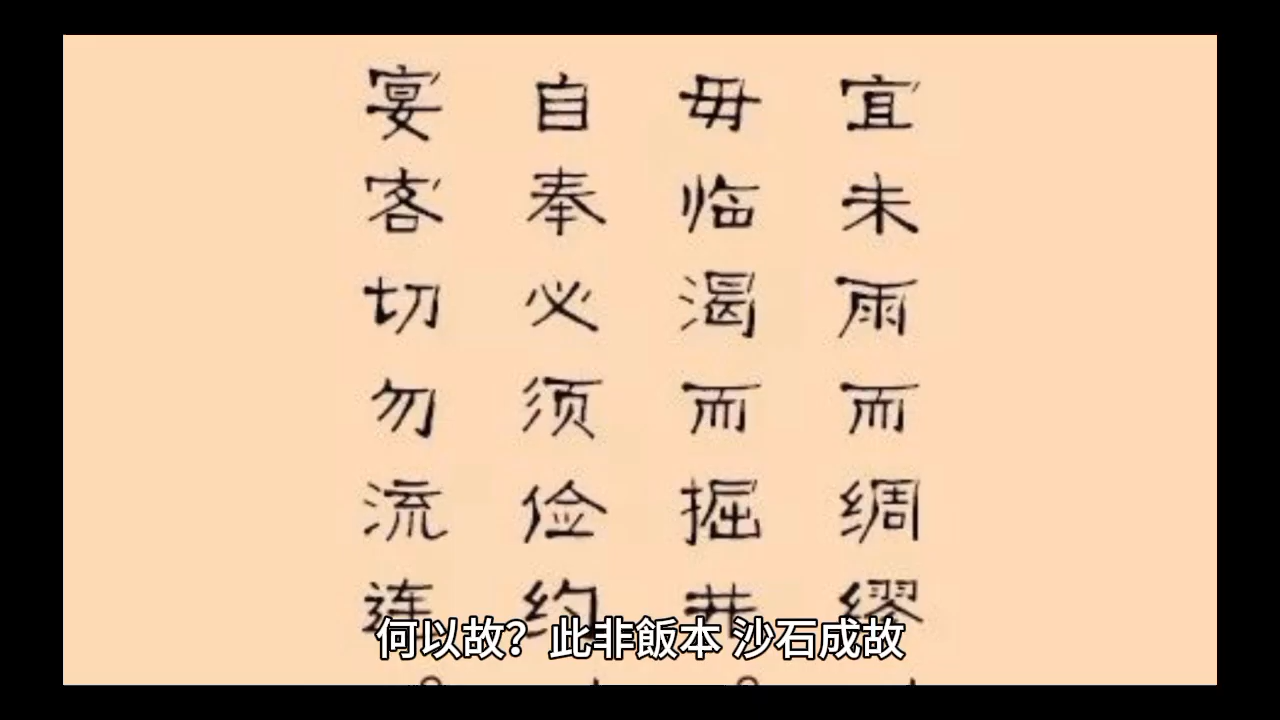 宜未雨而绸缪
毋临渴而掘井
自奉必须俭约
宴客切勿流连
何以故？此非飯本 沙石成故